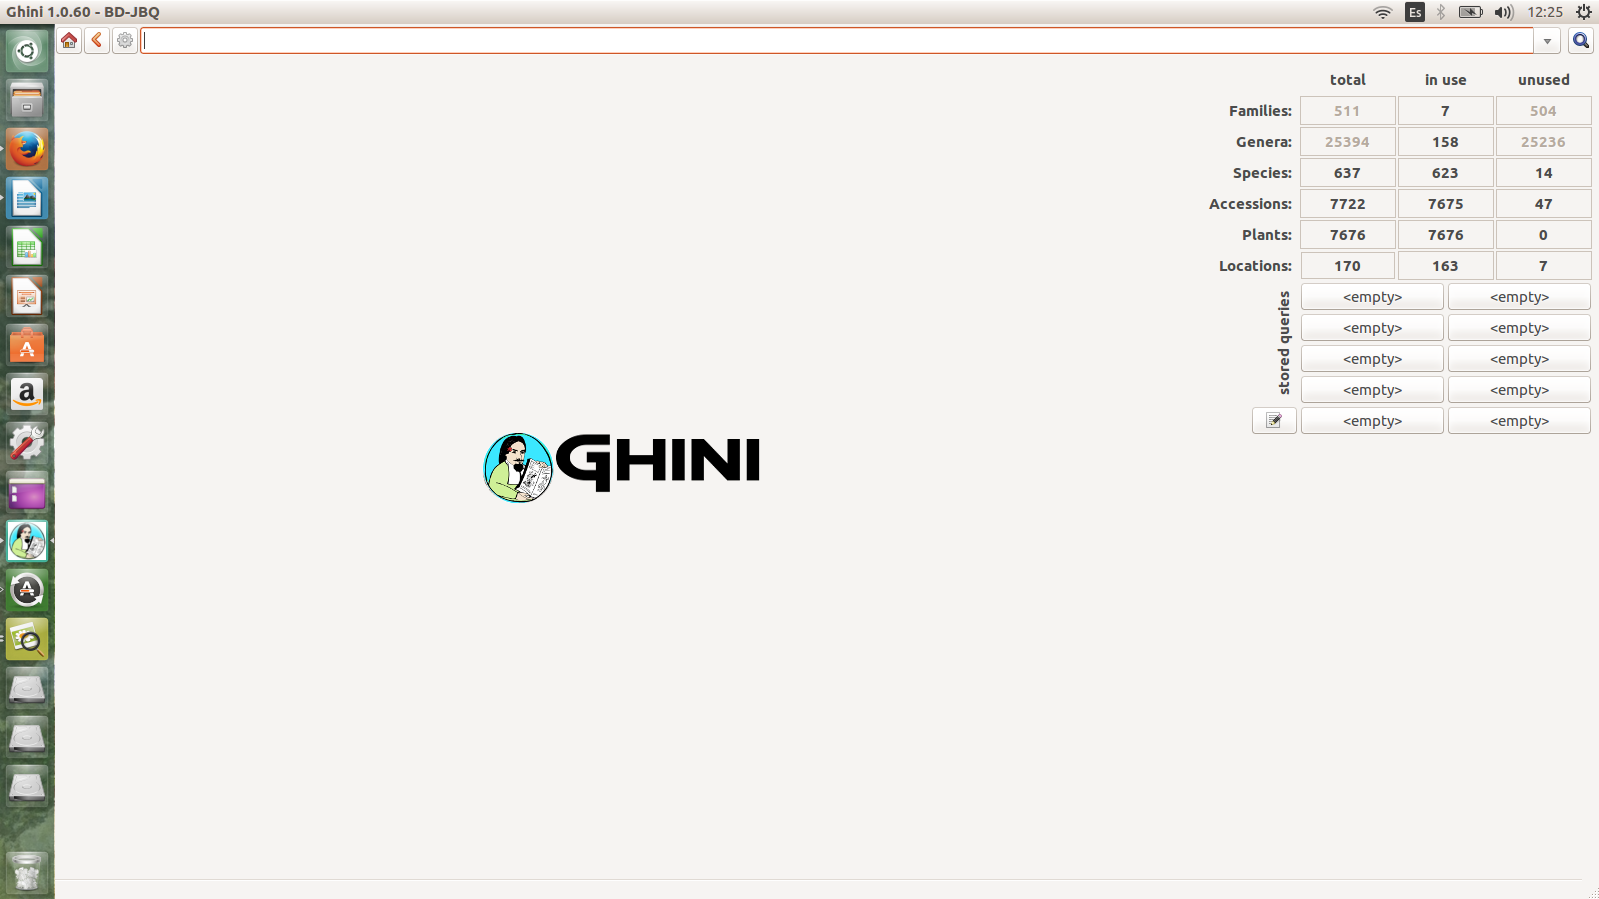 Ghini 1.0.60 - BD-JBQ
Es
12:25
total in use unused
Families: 511 7 504
Genera: 25394 158 25236
Species: 637 623 14
Accessions: 7722 7675 47
Plants: 7676 7676 0
Locations: 170 163 7
stored queries
<empty> <empty>
<empty> <empty>
<empty> <empty>
<empty> <empty>
<empty> <empty>
GHINI